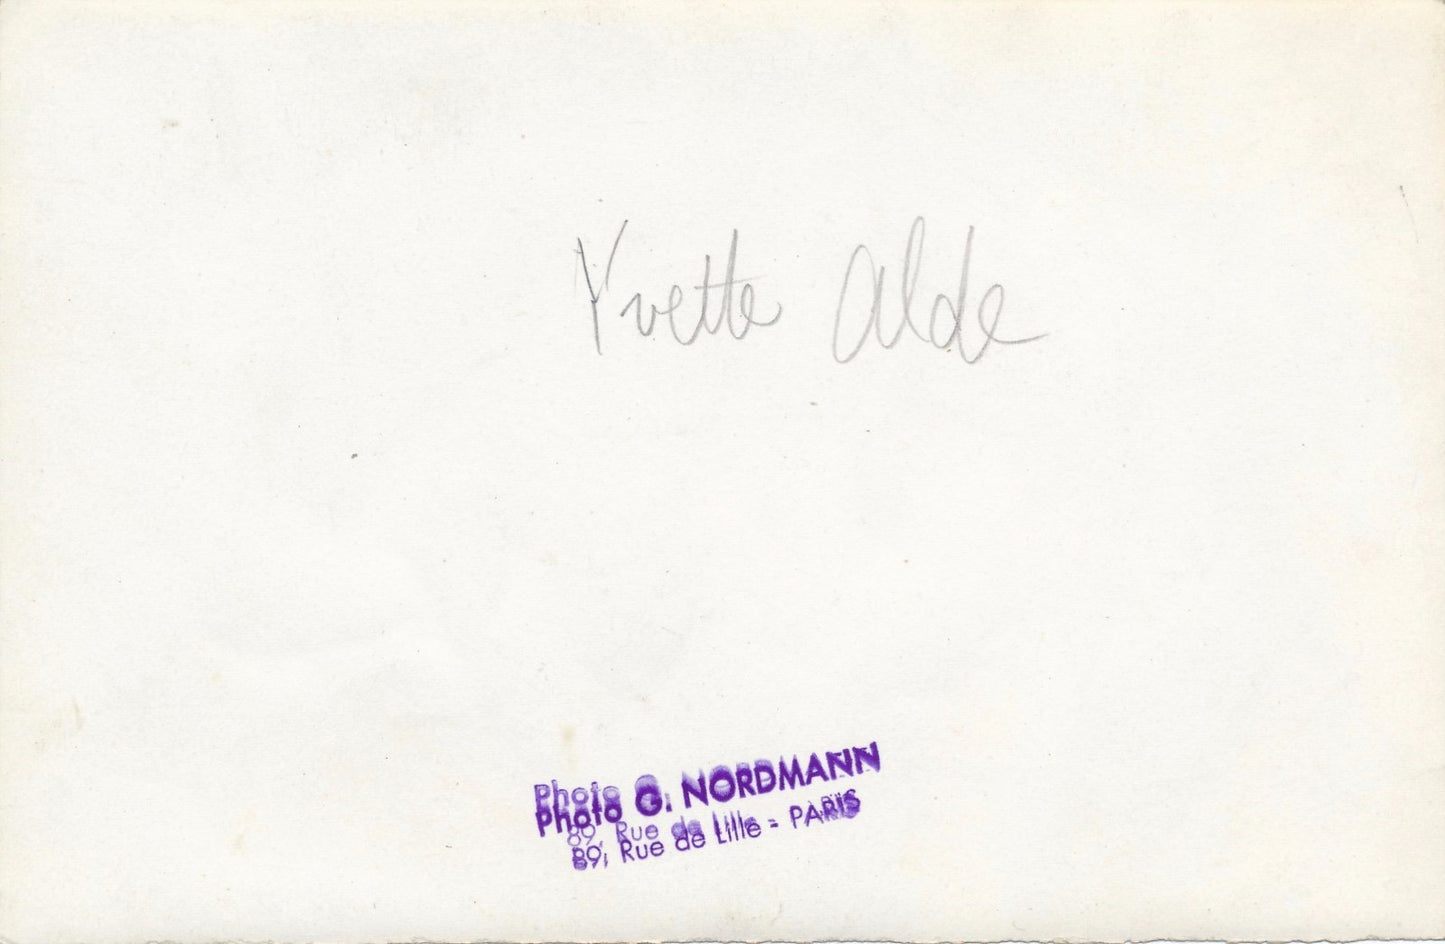 Yvette Alde
Photo G. NORDMANN
89, Rue de Lille - PARIS